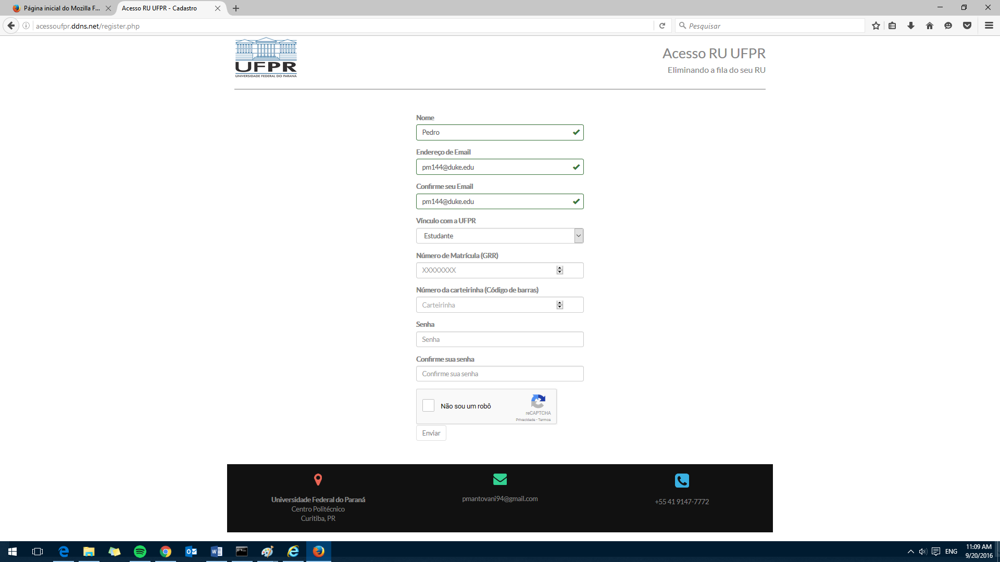 Página inicial do Mozilla F...
Acesso RU UFPR - Cadastro
acessoufpr.ddns.net/register.php
Pesquisar
UFPR
UNIVERSIDADE FEDERAL DO PARANÁ
Acesso RU UFPR
Eliminando a fila do seu RU
Nome
Pedro
Endereço de Email
pm144@duke.edu
Confirme seu Email
pm144@duke.edu
Vínculo com a UFPR
Estudante
Número de Matrícula (GRR)
XXXXXXXX
Número da carteirinha (Código de barras)
Carteirinha
Senha
Senha
Confirme sua senha
Confirme sua senha
Não sou um robô
reCAPTCHA
Privacidade - Termos
Enviar
Universidade Federal do Paraná
Centro Politécnico
Curitiba, PR
pmantovani94@gmail.com
+55 41 9147-7772
ENG
11:09 AM
9/20/2016